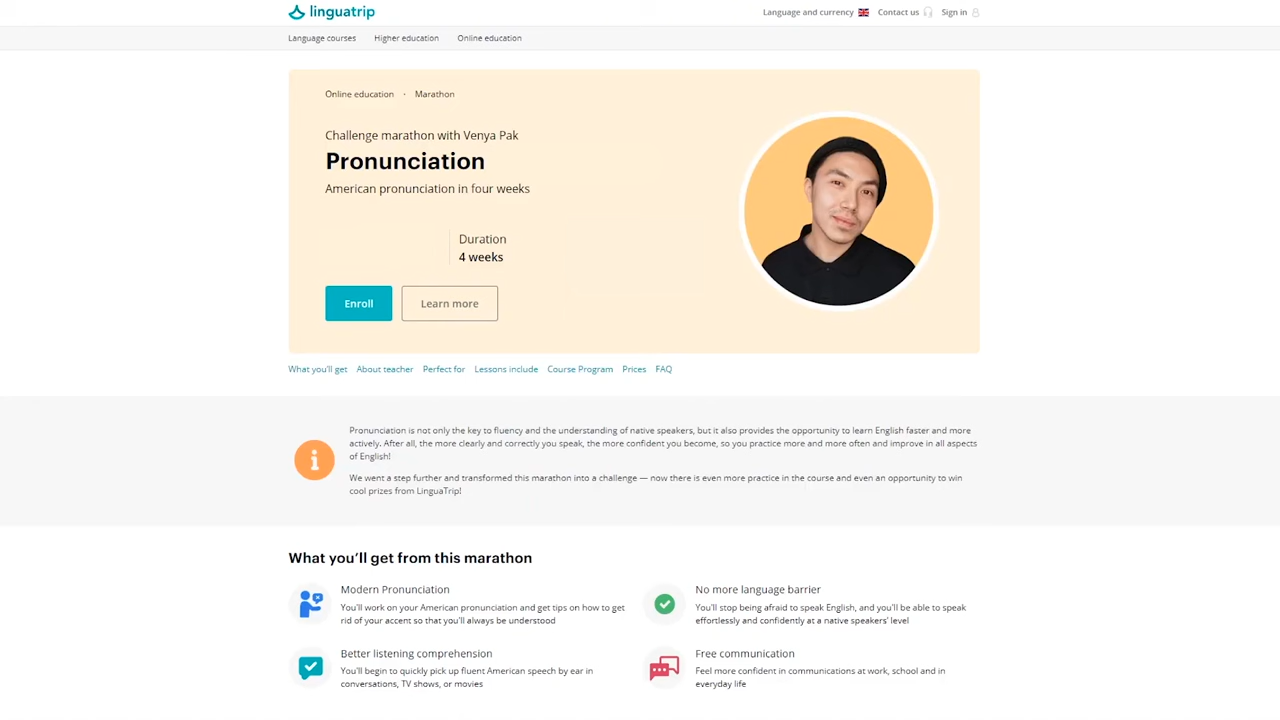 linguatrip
Language and currency Contact us Sign in
Language courses Higher education Online education
Online education · Marathon
Challenge marathon with Venya Pak
Pronunciation
American pronunciation in four weeks
Duration
4 weeks
Enroll Learn more
What you'll get About teacher Perfect for Lessons include Course Program Prices FAQ
Pronunciation is not only the key to fluency and the understanding of native speakers, but it also provides the opportunity to learn English faster and more
actively. After all, the more clearly and correctly you speak, the more confident you become, so you practice more and more often and improve in all aspects
of English!
We went a step further and transformed this marathon into a challenge — now there is even more practice in the course and even an opportunity to win
cool prizes from LinguaTrip!
What you'll get from this marathon
Modern Pronunciation
You'll work on your American pronunciation and get tips on how to get
rid of your accent so that you'll always be understood
No more language barrier
You'll stop being afraid to speak English, and you'll be able to speak
effortlessly and confidently at a native speakers' level
Better listening comprehension
You'll begin to quickly pick up fluent American speech by ear in
conversations, TV shows, or movies
Free communication
Feel more confident in communications at work, school and in
everyday life